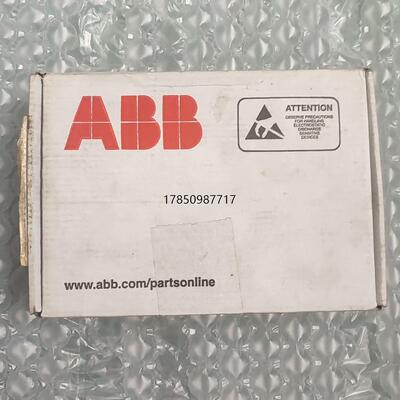 ABB
ATTENTION
OBSERVE PRECAUTIONS
FOR HANDLING
ELECTROSTATIC
DISCHARGE
SENSITIVE
DEVICES
17850987717
www.abb.com/partsonline